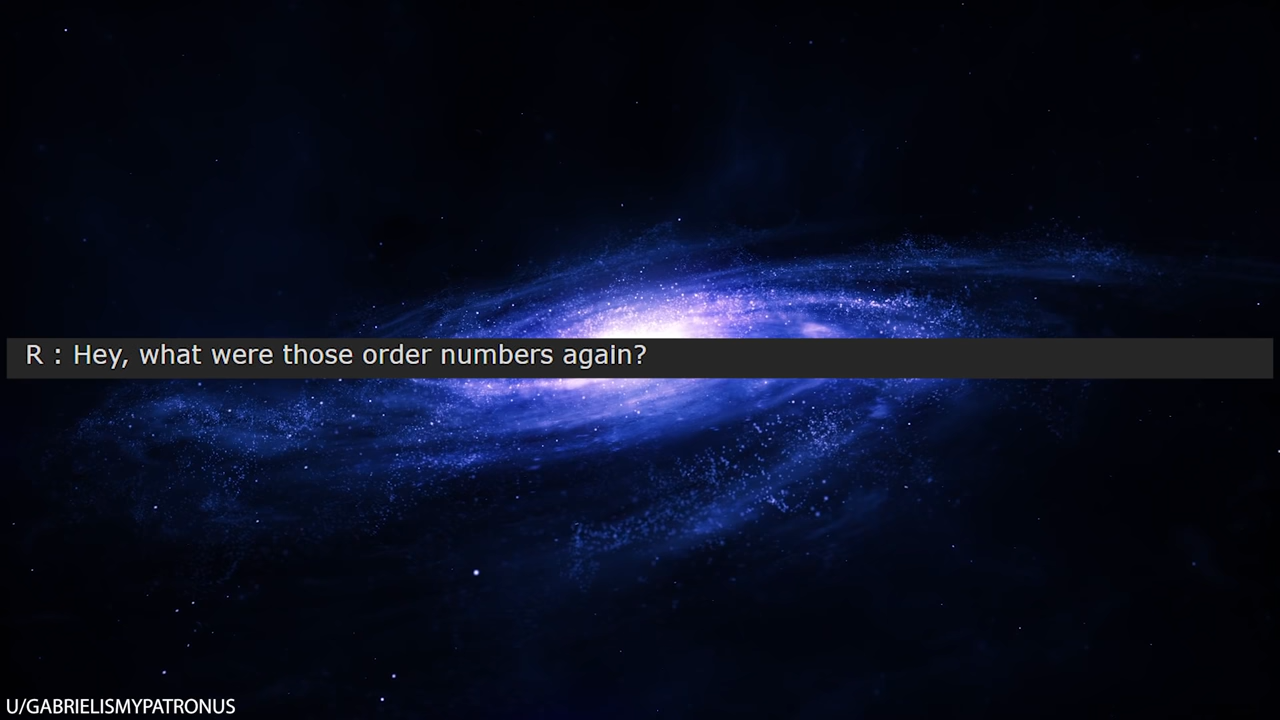 R : Hey, what were those order numbers again?
U/GABRIELISMYPATRONUS